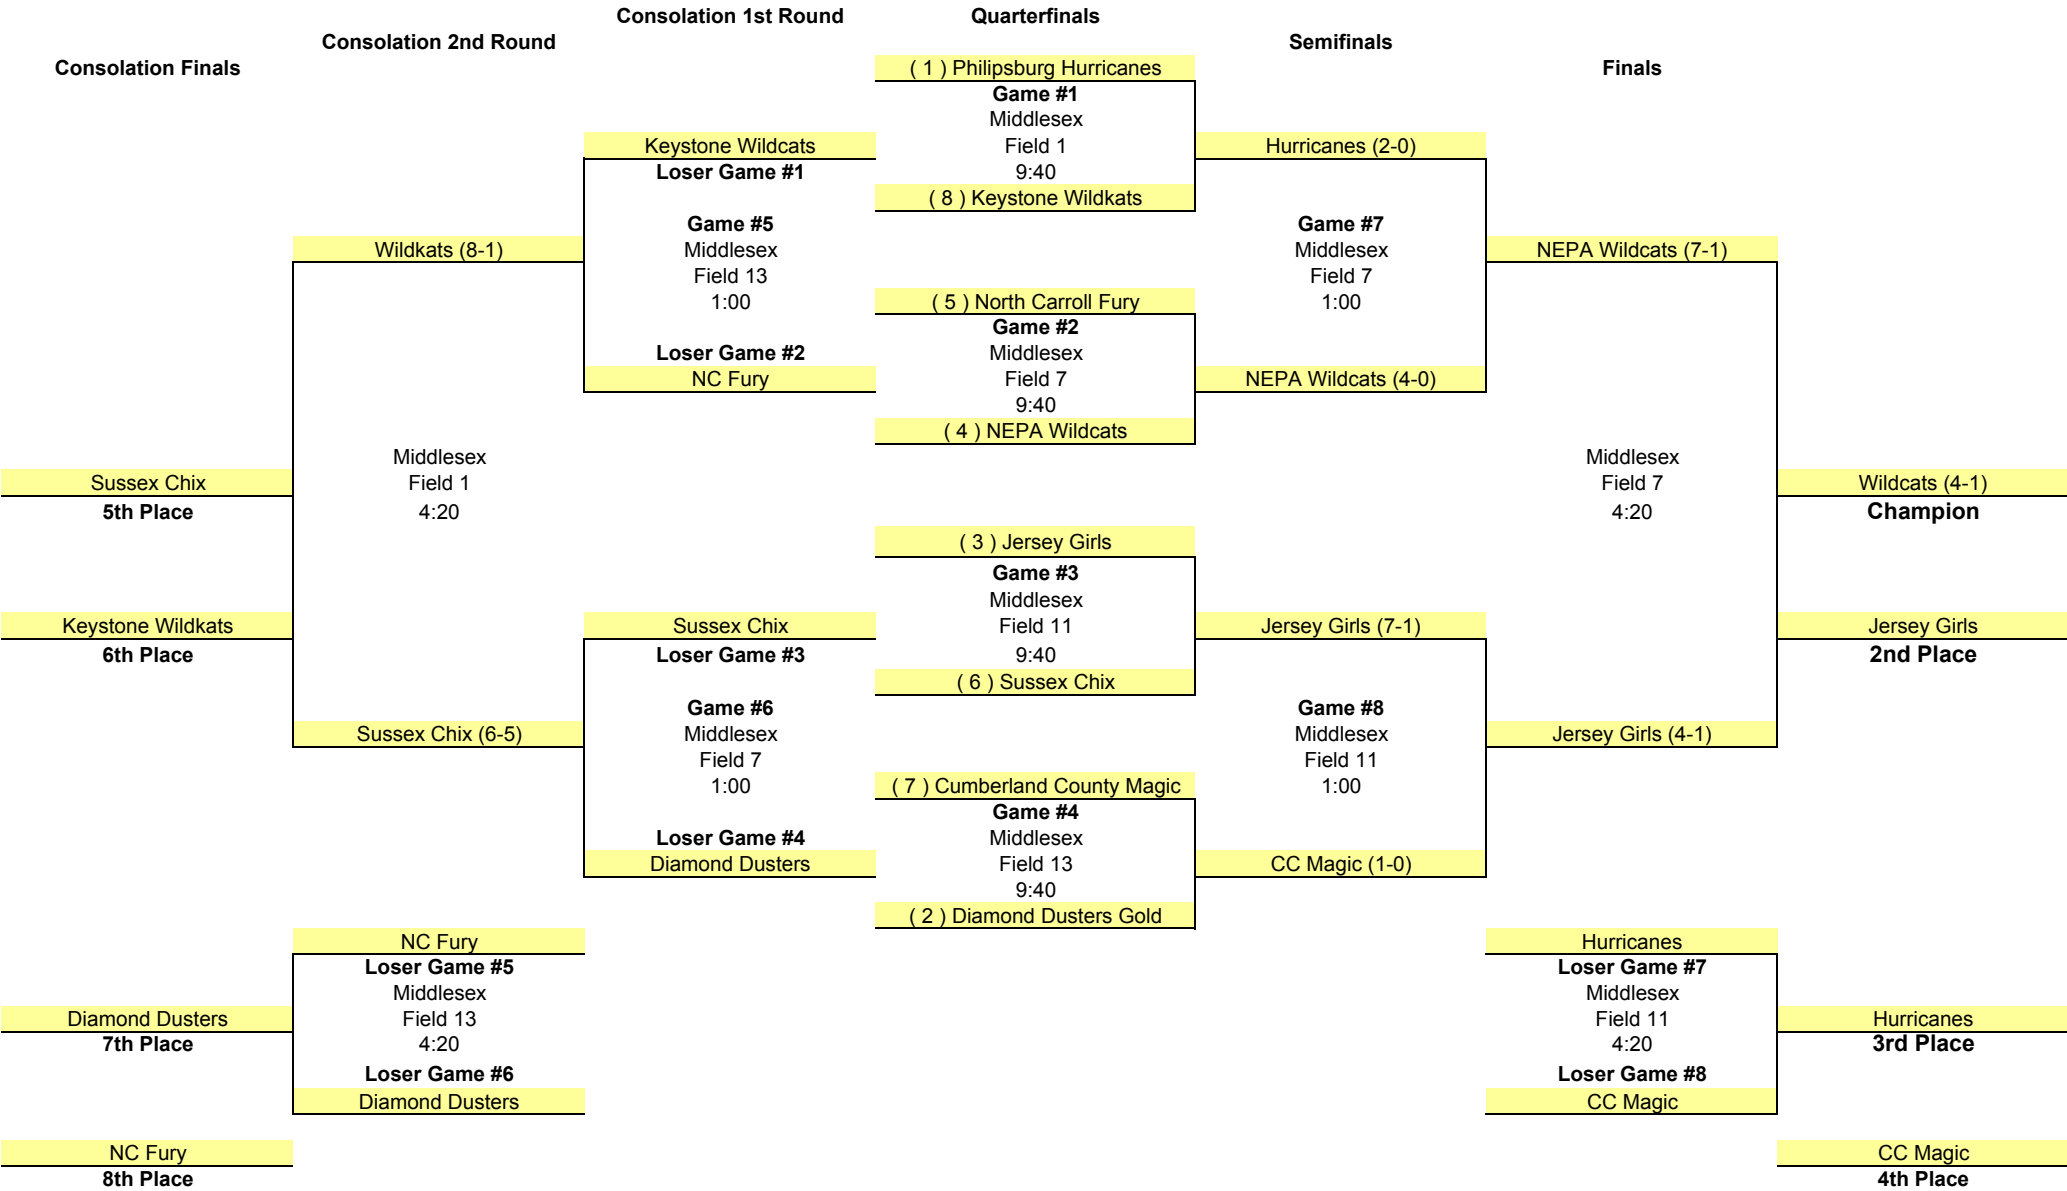 Consolation 1st Round
Quarterfinals
Consolation 2nd Round
Semifinals
Consolation Finals
( 1 ) Philipsburg Hurricanes
Finals
Game #1
Middlesex
Keystone Wildcats
Field 1
Hurricanes (2-0)
Loser Game #1
9:40
( 8 ) Keystone Wildkats
Game #5
Game #7
Wildkats (8-1)
Middlesex
Middlesex
NEPA Wildcats (7-1)
Field 13
Field 7
1:00
( 5 ) North Carroll Fury
1:00
Game #2
Loser Game #2
Middlesex
NC Fury
Field 7
NEPA Wildcats (4-0)
9:40
( 4 ) NEPA Wildcats
Middlesex
Middlesex
Sussex Chix
Field 1
Field 7
Wildcats (4-1)
5th Place
4:20
4:20
Champion
( 3 ) Jersey Girls
Game #3
Middlesex
Keystone Wildkats
Sussex Chix
Field 11
Jersey Girls (7-1)
Jersey Girls
6th Place
Loser Game #3
9:40
2nd Place
( 6 ) Sussex Chix
Game #6
Game #8
Sussex Chix (6-5)
Middlesex
Middlesex
Jersey Girls (4-1)
Field 7
Field 11
1:00
( 7 ) Cumberland County Magic
1:00
Game #4
Loser Game #4
Middlesex
Diamond Dusters
Field 13
CC Magic (1-0)
9:40
( 2 ) Diamond Dusters Gold
NC Fury
Hurricanes
Loser Game #5
Loser Game #7
Middlesex
Middlesex
Diamond Dusters
Field 13
Field 11
Hurricanes
7th Place
4:20
4:20
3rd Place
Loser Game #6
Loser Game #8
Diamond Dusters
CC Magic
NC Fury
CC Magic
8th Place
4th Place